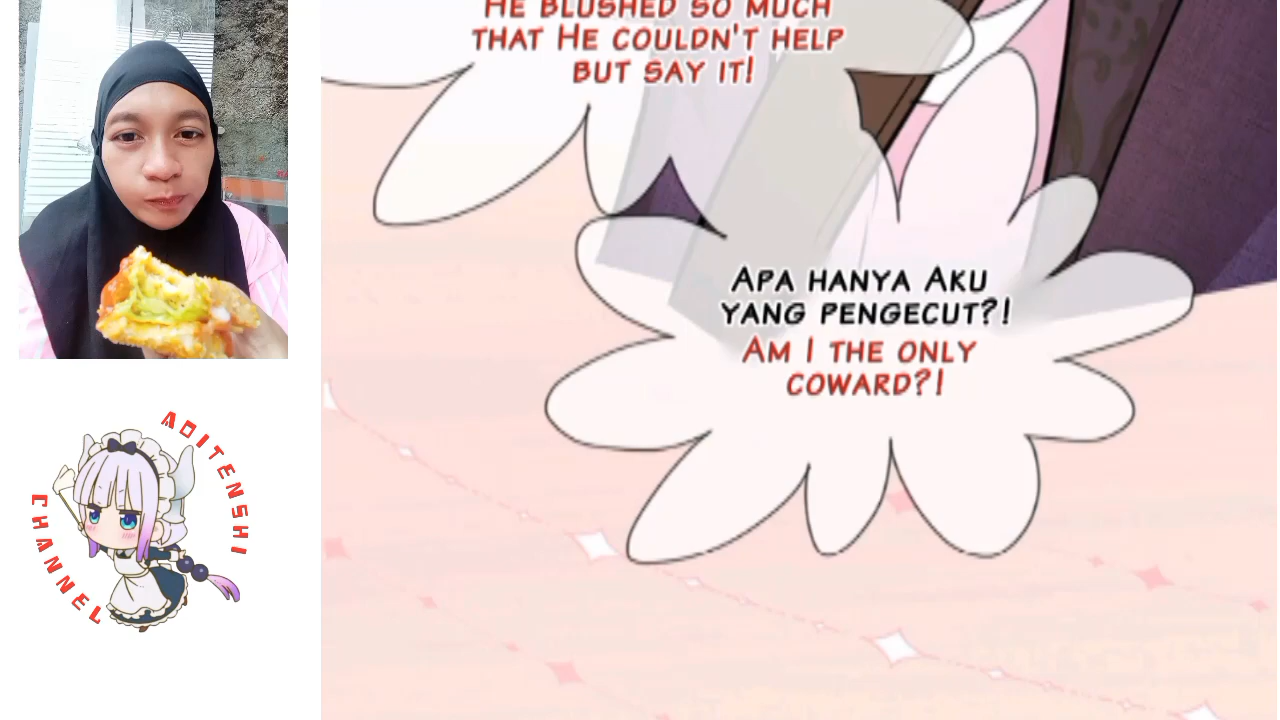 HE BLUSHED SO MUCH
THAT HE COULDN'T HELP
BUT SAY IT!
APA HANYA AKU
YANG PENGECUT?!
AM I THE ONLY
COWARD?!
AOITENSHI
CHANNEL